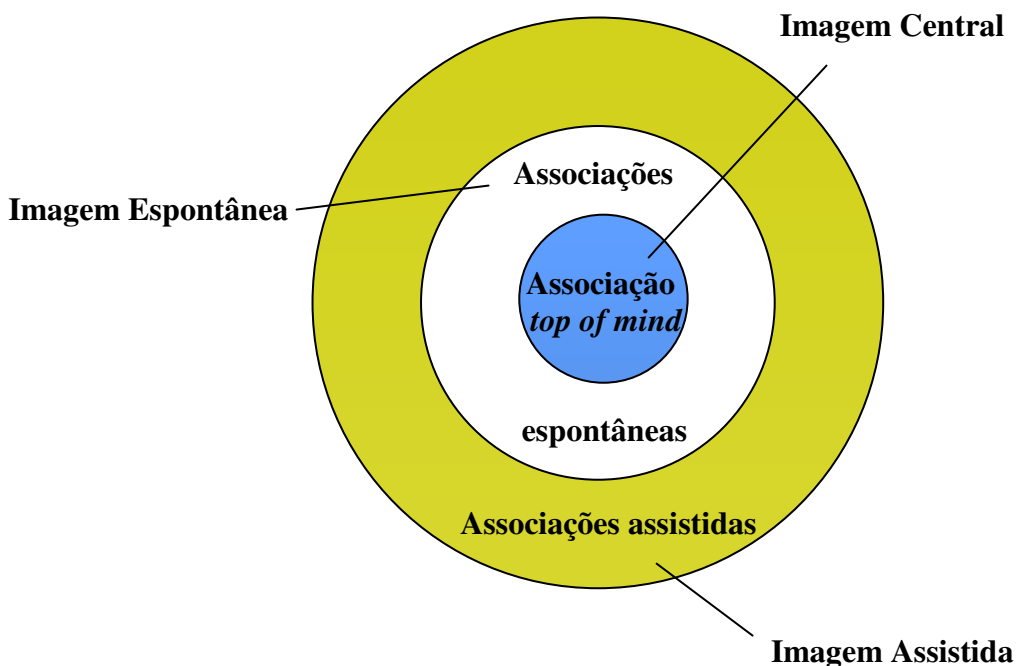 Imagem Central
Associações
Imagem Espontânea
Associação
top of mind
espontâneas
Associações assistidas
Imagem Assistida